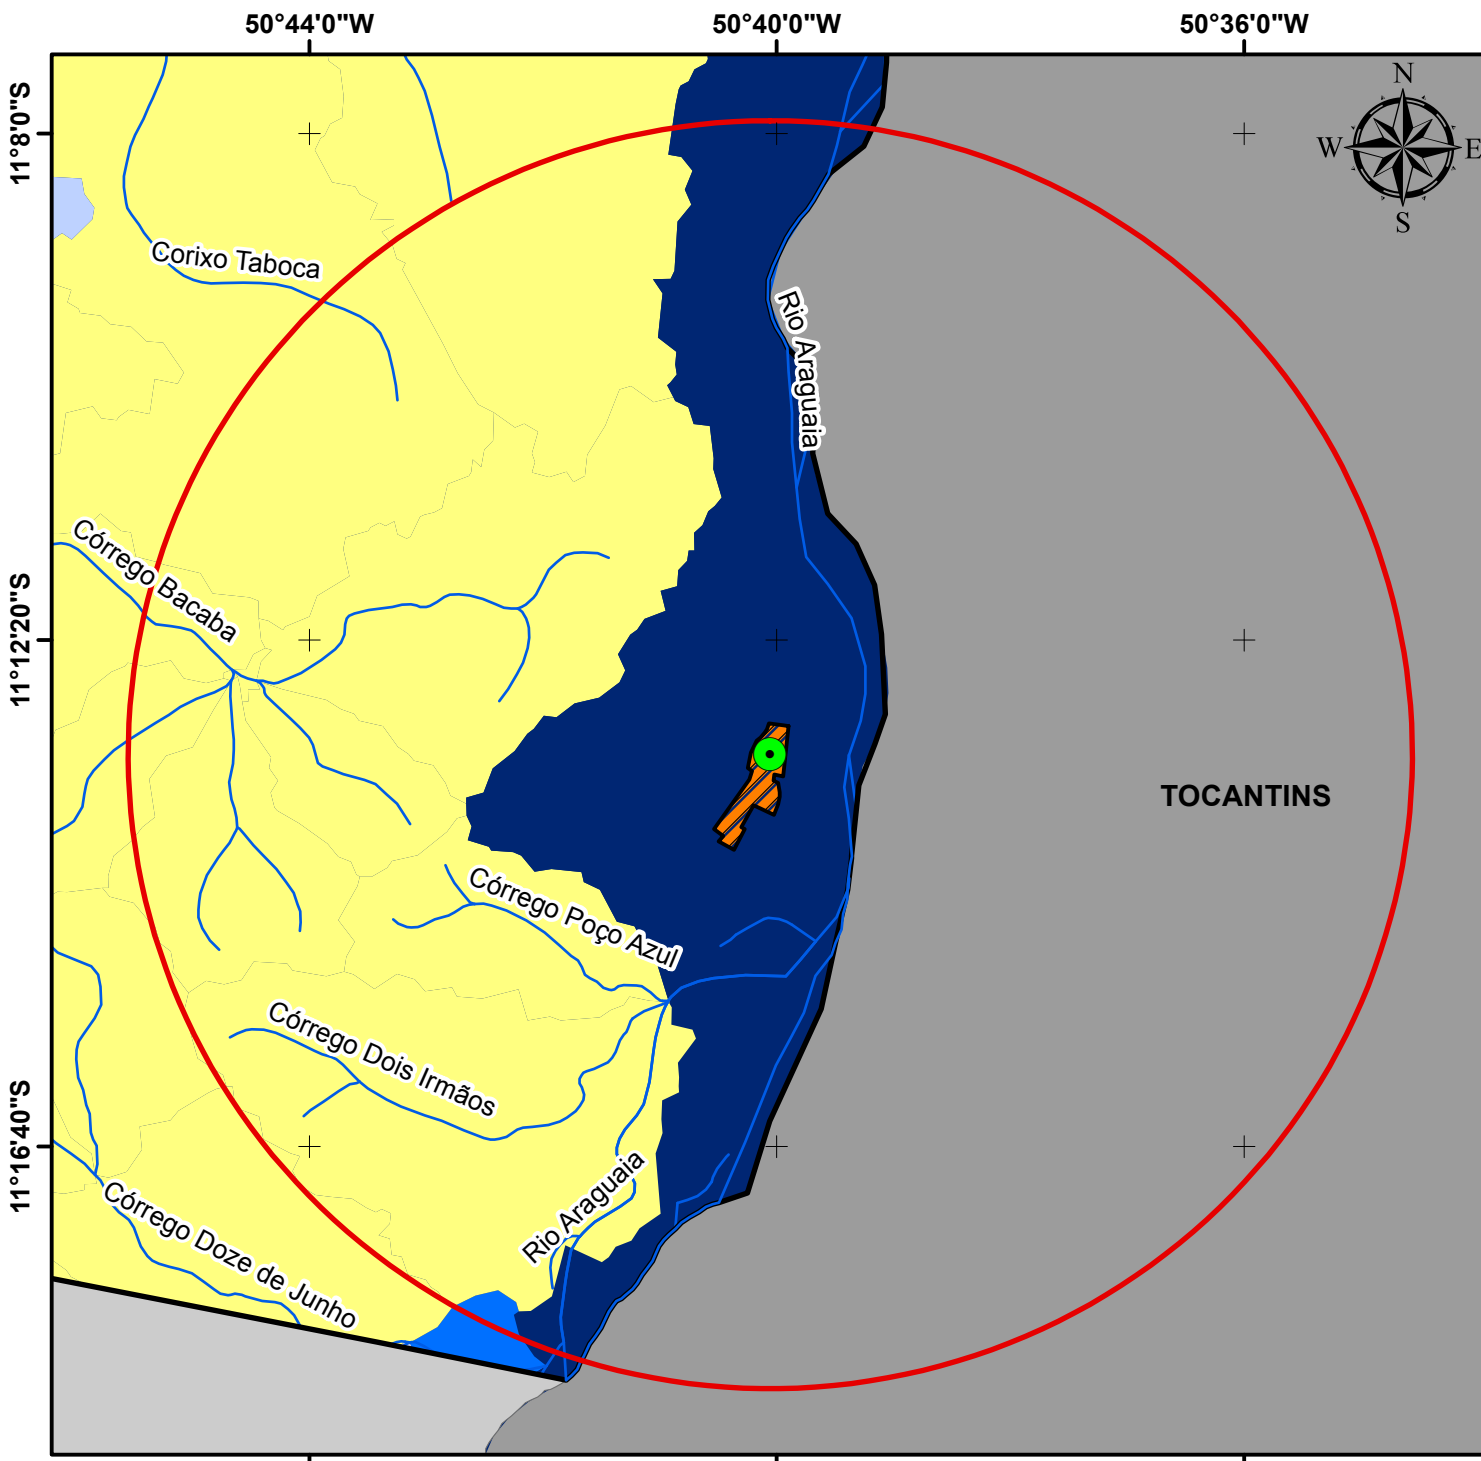 50°44'0"W
50°40'0"W
50°36'0"W
11°8'0"S
N
W
E
S
Corixo Taboca
Rio Araguaia
Córrego Bacaba
11°12'20"S
TOCANTINS
Córrego Poço Azul
Córrego Dois Irmãos
11°16'40"S
Rio Araguaia
Córrego Doze de Junho